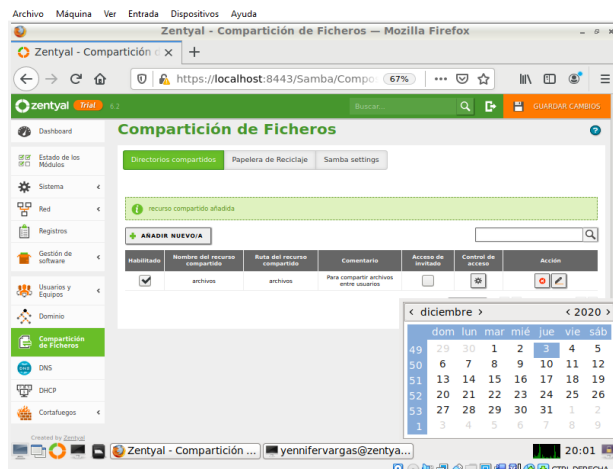 Archivo Máquina Ver Entrada Dispositivos Ayuda
Zentyal - Compartición de Ficheros — Mozilla Firefox
Zentyal - Compartición d
https://localhost:8443/Samba/Compo 67%
zentyal Trial 6.2 Buscar... GUARDAR CAMBIOS
Dashboard
Estado de los Módulos
Sistema
Red
Registros
Gestión de software
Usuarios y Equipos
Dominio
Compartición de Ficheros
DNS
DHCP
Cortafuegos
Created by Zentyal
Compartición de Ficheros
Directorios compartidos Papelera de Reciclaje Samba settings
recurso compartido añadida
AÑADIR NUEVO/A
Habilitado Nombre del recurso compartido Ruta del recurso compartido Comentario Acceso de invitado Control de acceso Acción
archivos archivos Para compartir archivos entre usuarios
diciembre 2020
dom lun mar mié jue vie sáb
49 29 30 1 2 3 4 5
50 6 7 8 9 10 11 12
51 13 14 15 16 17 18 19
52 20 21 22 23 24 25 26
53 27 28 29 30 31 1 2
1 3 4 5 6 7 8 9
Zentyal - Compartición ... yennifervargas@zentya... 20:01
CTRL DERECHA